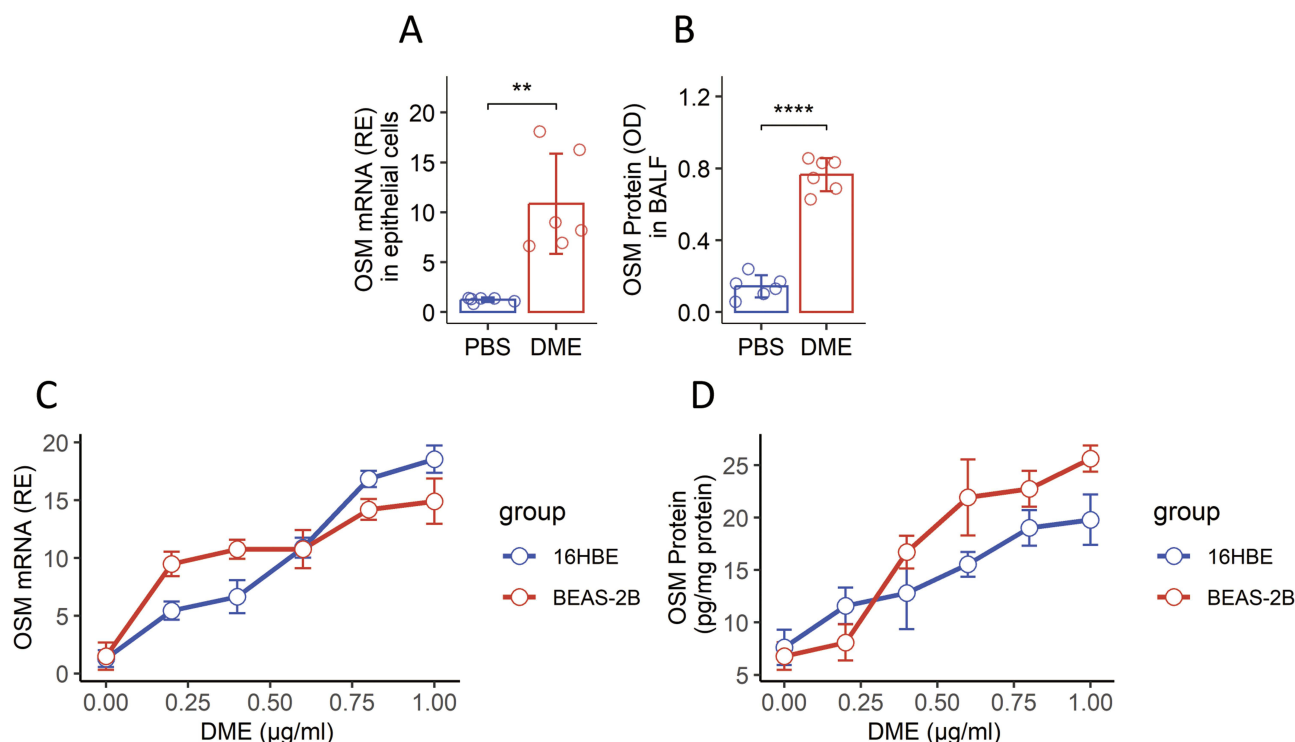 A
B
OSM mRNA (RE)
in epithelial cells
20
15
10
5
0
**
PBS
DME
OSM Protein (OD)
in BALF
1.2
0.8
0.4
0.0
****
PBS
DME
C
D
OSM mRNA (RE)
20
15
10
5
0
0.00
0.25
0.50
0.75
1.00
DME (μg/ml)
group
16HBE
BEAS-2B
OSM Protein
(pg/mg protein)
25
20
15
10
5
0.00
0.25
0.50
0.75
1.00
DME (μg/ml)
group
16HBE
BEAS-2B